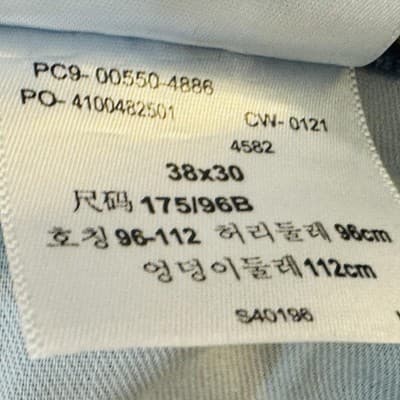 PC9- 00550-4886
PO- 4100482501 CW- 0121
4582
38x30
尺码 175/96B
호칭 96-112 허리둘레 96cm
엉덩이둘레 112cm
S40196